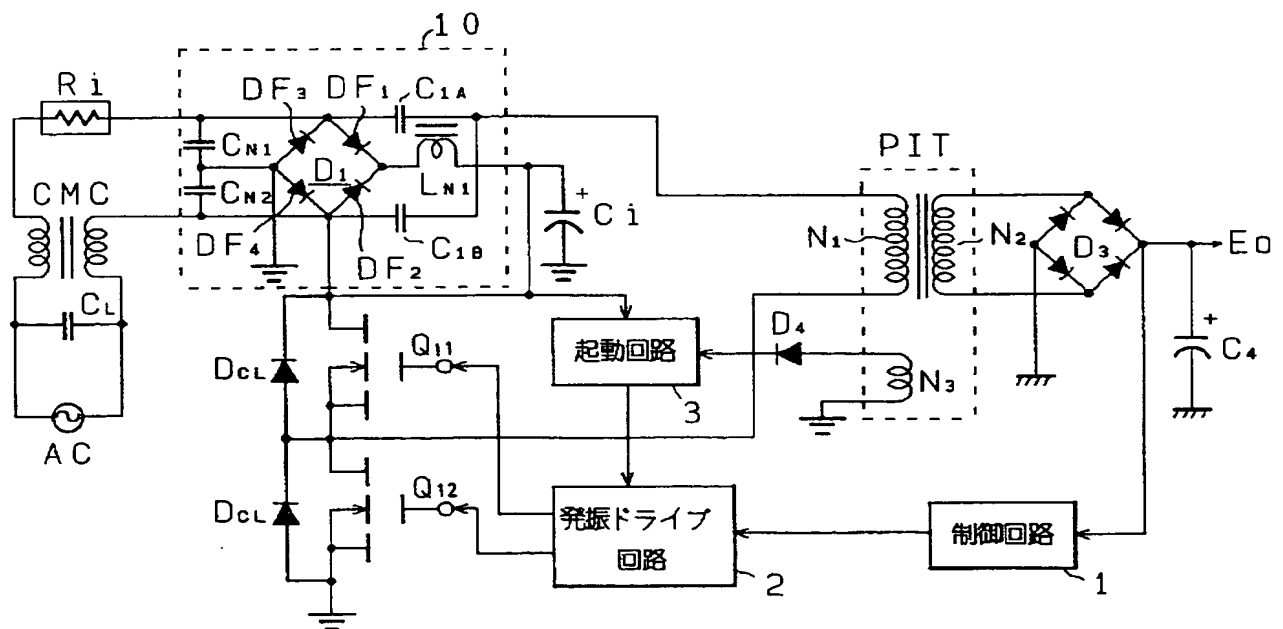 10
Ri
DF3
DF1
C1A
CN1
D1
LN1
CN2
DF4
DF2
C1B
Ci
+
CMC
CL
AC
PIT
N1
N2
D3
Eo
+
C4
DCL
Q11
起動回路
3
D4
N3
DCL
Q12
発振ドライブ
回路
2
制御回路
1